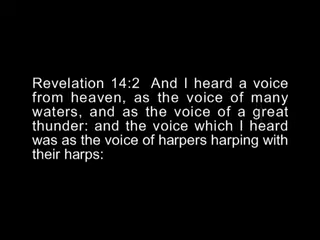 Revelation 14:2 And I heard a voice
from heaven, as the voice of many
waters, and as the voice of a great
thunder: and the voice which I heard
was as the voice of harpers harping with
their harps: